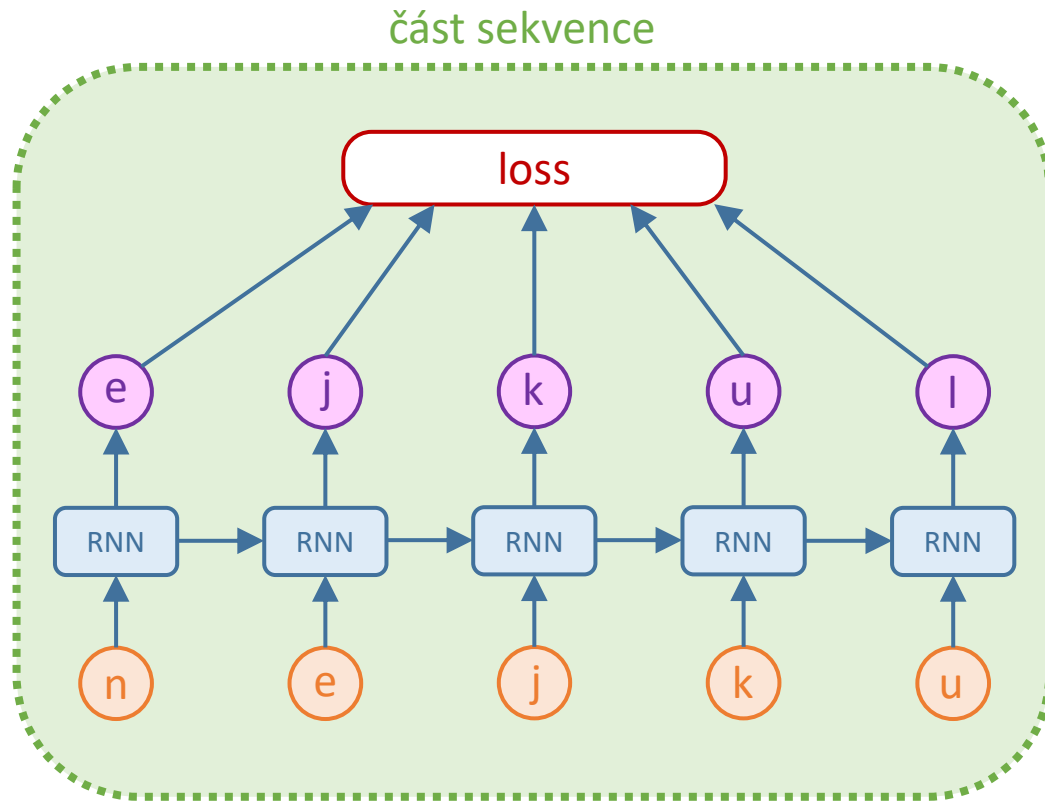 část sekvence
loss
e j k u l
RNN RNN RNN RNN RNN
n e j k u